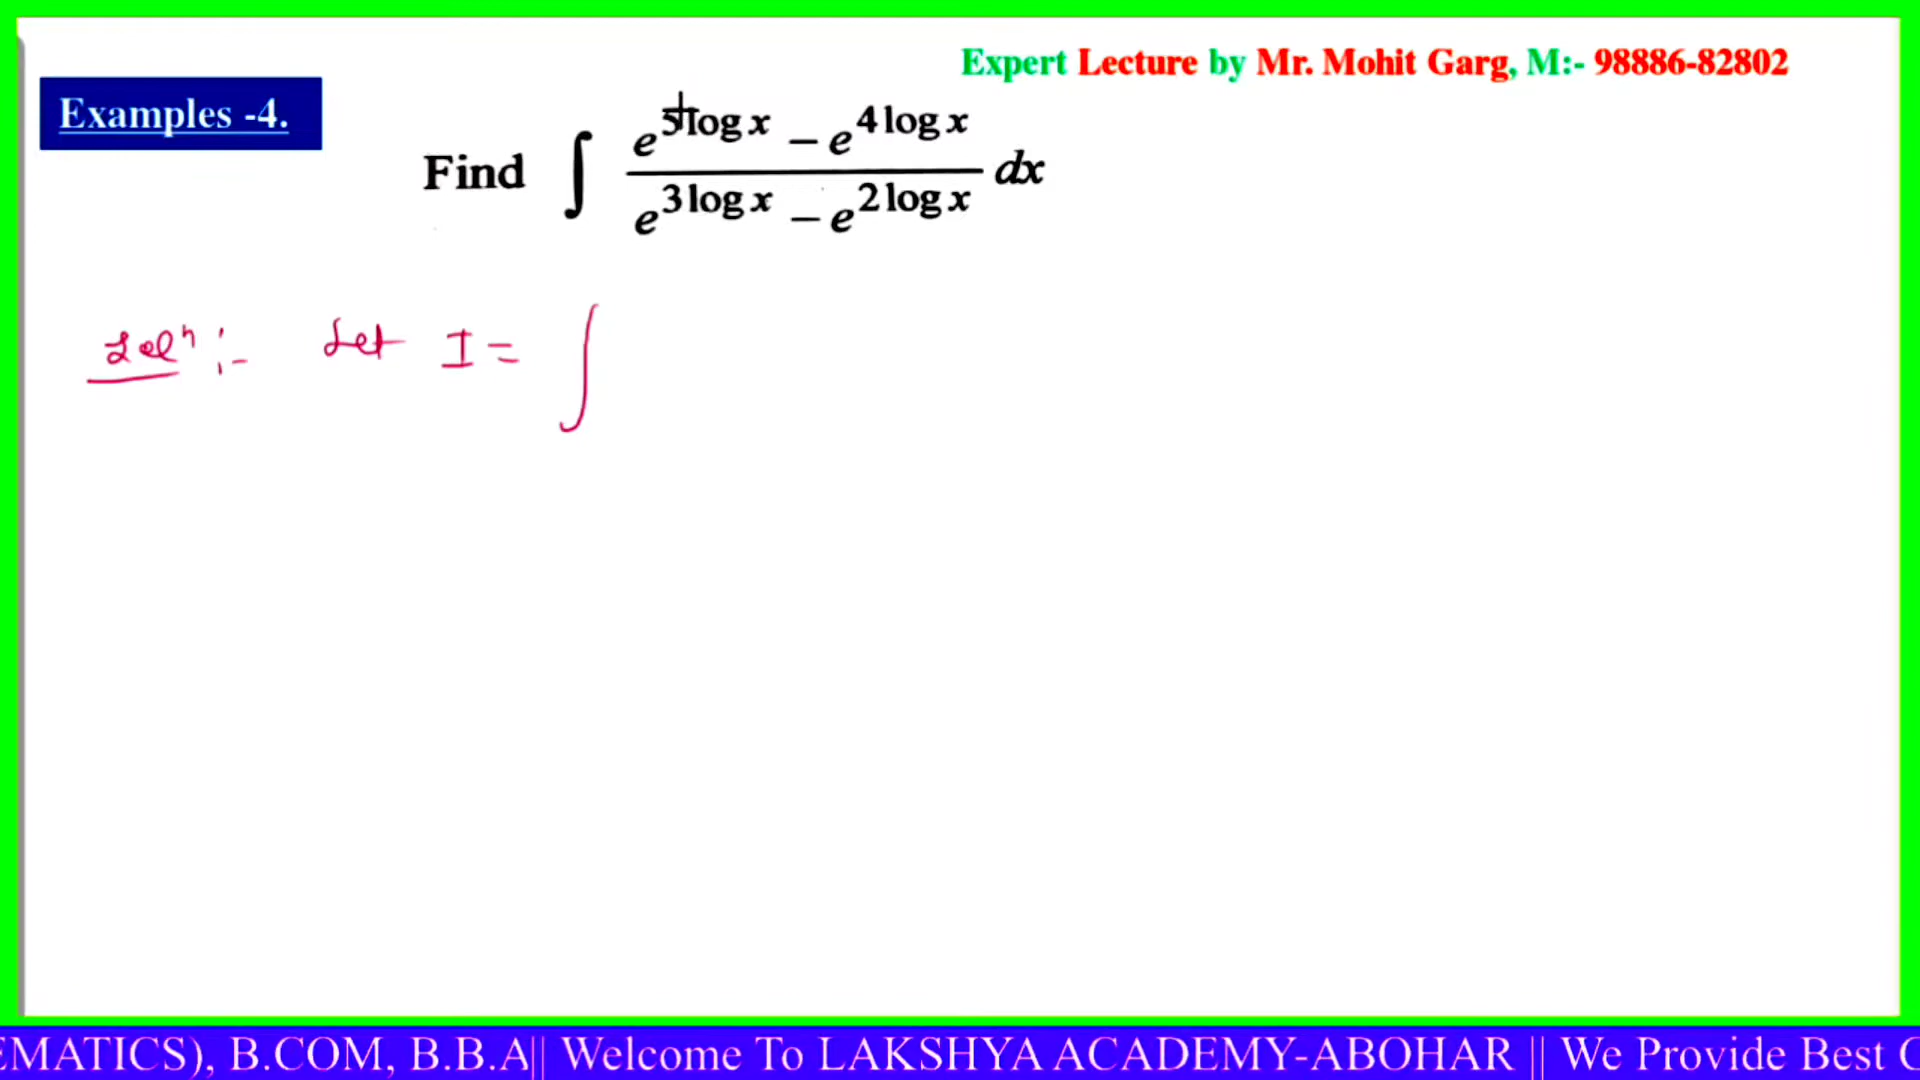 Expert Lecture by Mr. Mohit Garg, M:- 98886-82802
Examples -4.
Find ∫ (e^{5 log x} − e^{4 log x}) / (e^{3 log x} − e^{2 log x}) dx
Solⁿ :- Let I = ∫
EMATICS), B.COM, B.B.A|| Welcome To LAKSHYA ACADEMY-ABOHAR || We Provide Best C